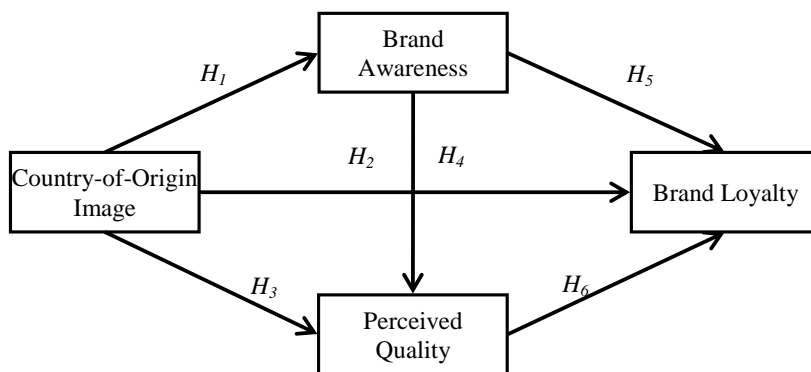 Brand
Awareness
H1
H5
H2
H4
Country-of-Origin
Image
Brand Loyalty
H3
H6
Perceived
Quality